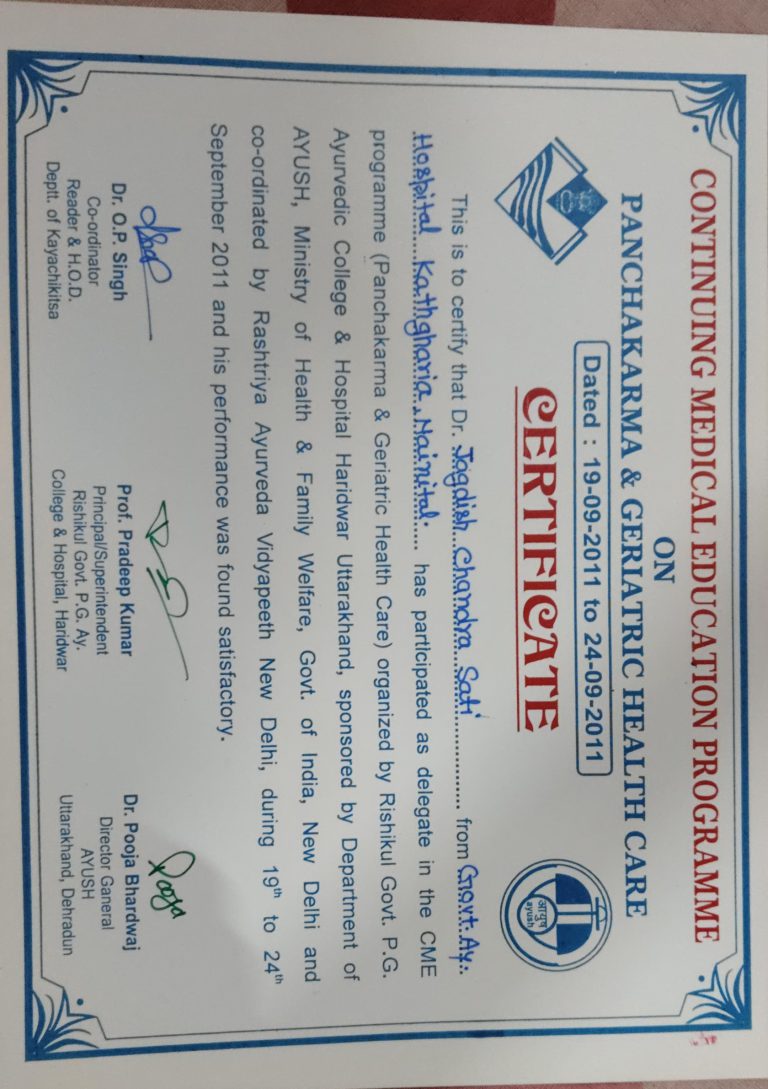 CONTINUING MEDICAL EDUCATION PROGRAMME
ON
PANCHAKARMA & GERIATRIC HEALTH CARE
Dated : 19-09-2011 to 24-09-2011
CERTIFICATE
आयुष
ayush
This is to certify that Dr. Jagdish Chandra Sati from Govt. Ay.
Hospital Kathgharia, Nainital. has participated as delegate in the CME
programme (Panchakarma & Geriatric Health Care) organized by Rishikul Govt. P.G.
Ayurvedic College & Hospital Haridwar Uttarakhand, sponsored by Department of
AYUSH, Ministry of Health & Family Welfare, Govt. of India, New Delhi and
co-ordinated by Rashtriya Ayurveda Vidyapeeth New Delhi, during 19th to 24th
September 2011 and his performance was found satisfactory.
Pooja
Dr. O.P. Singh
Co-ordinator
Reader & H.O.D.
Deptt. of Kayachikitsa
Prof. Pradeep Kumar
Principal/Superintendent
Rishikul Govt. P.G. Ay.
College & Hospital, Haridwar
Dr. Pooja Bhardwaj
Director Ganeral
AYUSH
Uttarakhand, Dehradun